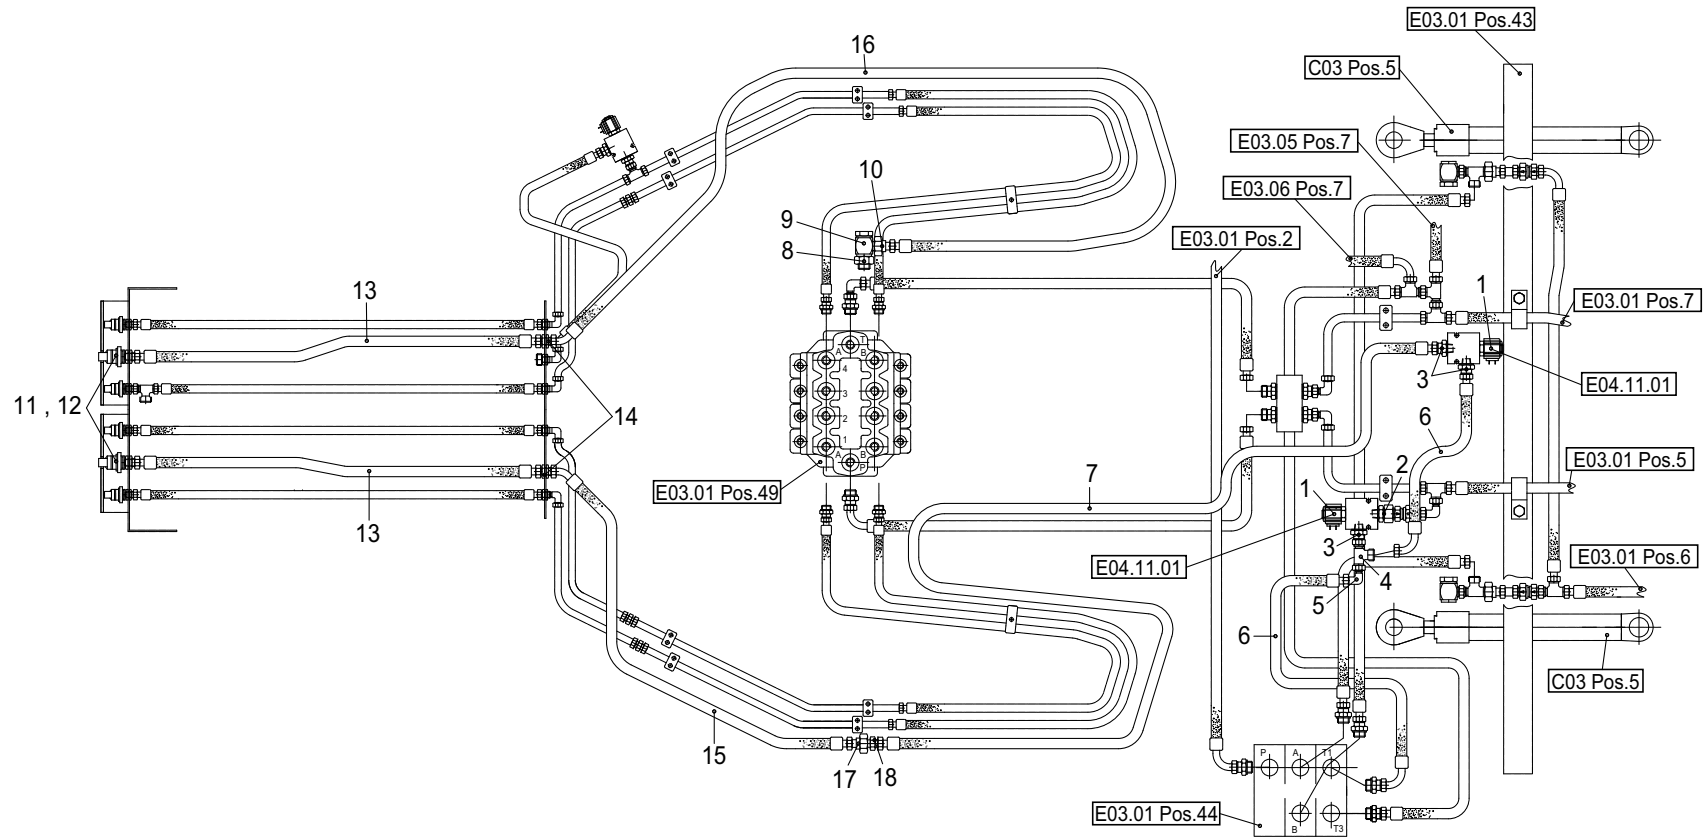 E03.01 Pos.43
16
C03 Pos.5
E03.05 Pos.7
10
E03.06 Pos.7
9
E03.01 Pos.2
8
13
1
E03.01 Pos.7
T
A
B
4
3
3
E04.11.01
11 , 12
14
2
6
1
A
B
P
2
E03.01 Pos.5
E03.01 Pos.49
7
1
13
3
E03.01 Pos.6
E04.11.01
4
5
6
C03 Pos.5
15
17
18
P
A
T1
E03.01 Pos.44
B
T3